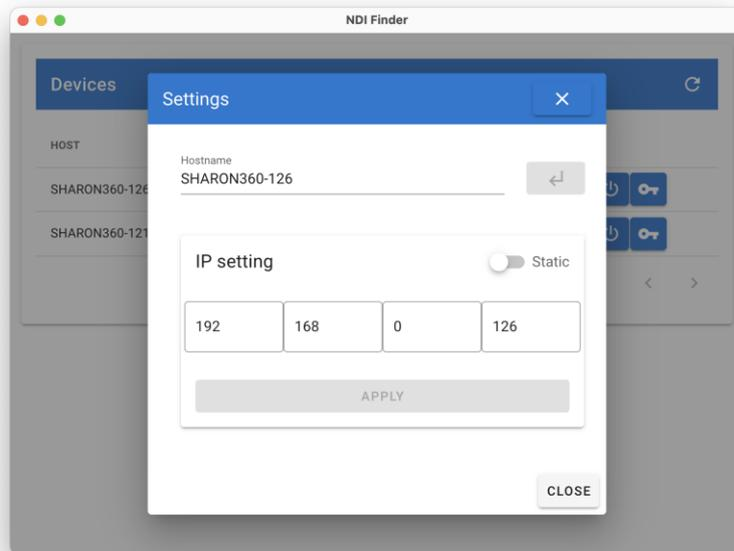 NDI Finder
Devices
Settings
HOST
Hostname
SHARON360-126
SHARON360-126
SHARON360-121
IP setting
Static
192 168 0 126
APPLY
CLOSE